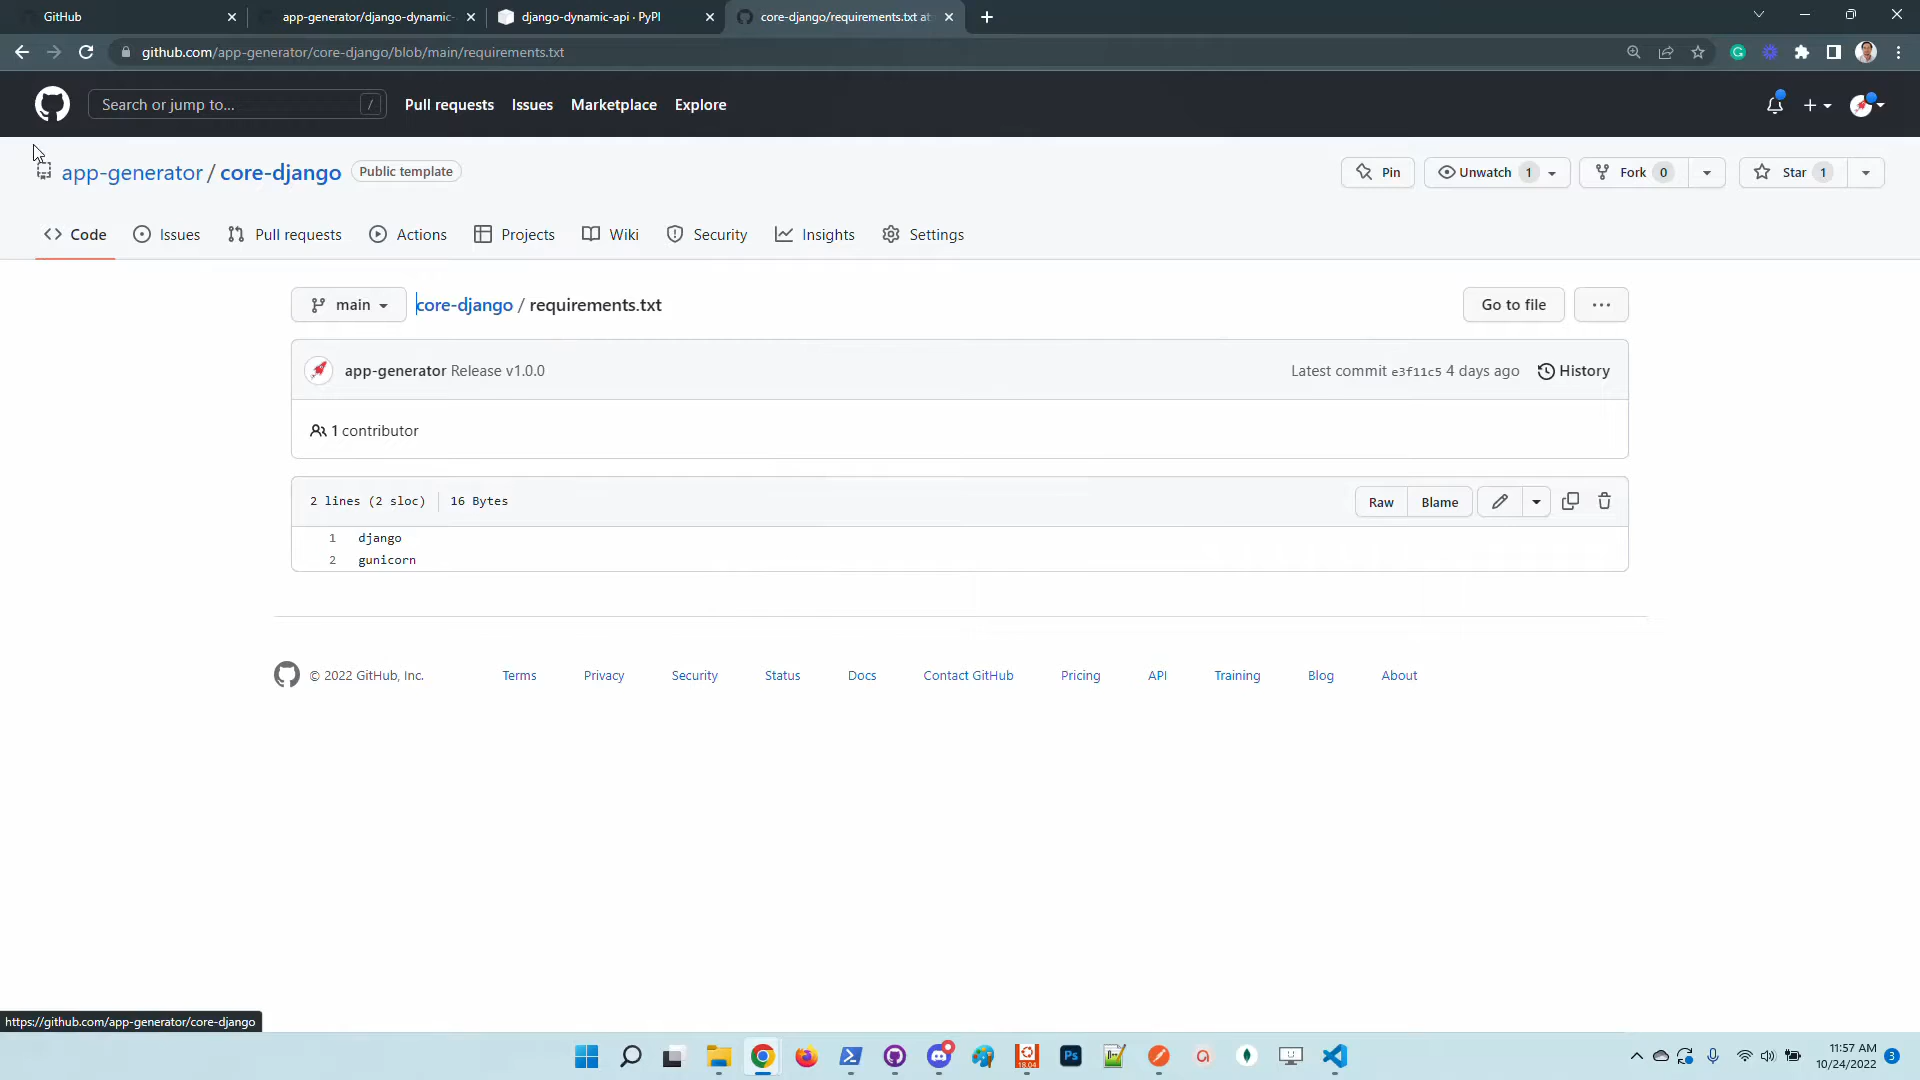 GitHub
app-generator/django-dynamic-
django-dynamic-api · PyPI
core-django/requirements.txt at
github.com/app-generator/core-django/blob/main/requirements.txt
Search or jump to...
/
Pull requests
Issues
Marketplace
Explore
app-generator / core-django
Public template
Pin
Unwatch 1
Fork 0
Star 1
Code
Issues
Pull requests
Actions
Projects
Wiki
Security
Insights
Settings
main
core-django / requirements.txt
Go to file
app-generator Release v1.0.0
Latest commit e3f11c5 4 days ago
History
1 contributor
2 lines (2 sloc)
16 Bytes
Raw
Blame
1 django
2 gunicorn
© 2022 GitHub, Inc.
Terms
Privacy
Security
Status
Docs
Contact GitHub
Pricing
API
Training
Blog
About
https://github.com/app-generator/core-django
18.04
Ps
11:57 AM
10/24/2022
3